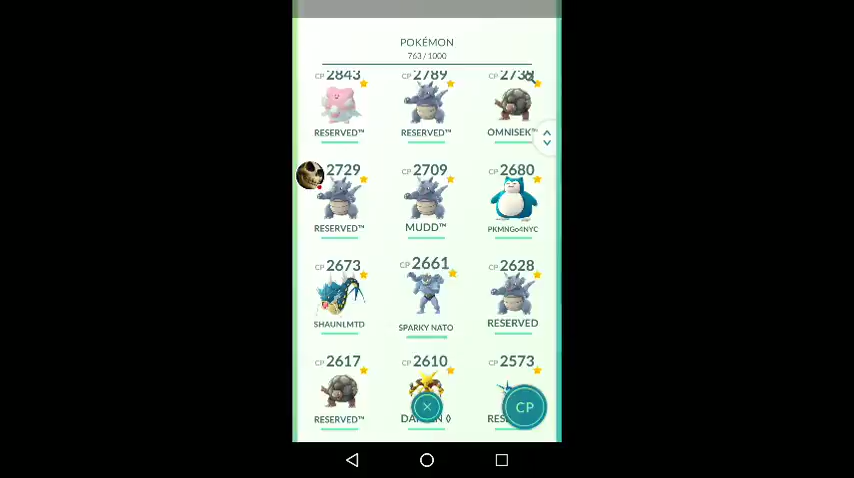 POKÉMON
763 / 1000
CP 2843 CP 2789
RESERVED™ RESERVED™ OMNISEK™
2729 CP 2709 CP 2680
RESERVED™ MUDD™ PKMNGo4NYC
CP 2673 CP 2661 CP 2628
SHAUNLMTD SPARKY NATO RESERVED
CP 2617 CP 2610 CP 2573
RESERVED™
CP